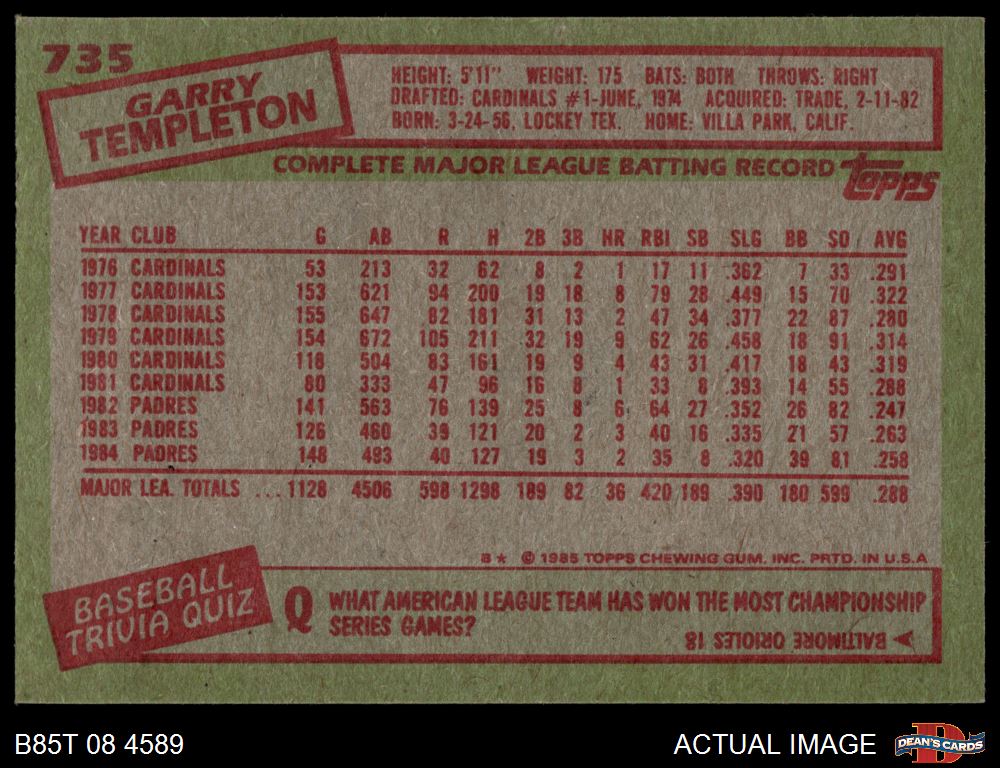 735
GARRY
TEMPLETON
HEIGHT: 5'11" WEIGHT: 175 BATS: BOTH THROWS: RIGHT
DRAFTED: CARDINALS #1-JUNE, 1974 ACQUIRED: TRADE, 2-11-82
BORN: 3-24-56, LOCKEY TEX. HOME: VILLA PARK, CALIF.
COMPLETE MAJOR LEAGUE BATTING RECORD
TOPPS
YEAR CLUB G AB R H 2B 3B HR RBI SB SLG BB SO AVG
1976 CARDINALS 53 213 32 62 8 2 1 17 11 .362 7 33 .291
1977 CARDINALS 153 621 94 200 19 18 8 79 28 .449 15 70 .322
1978 CARDINALS 155 647 82 181 31 13 2 47 34 .377 22 87 .280
1979 CARDINALS 154 672 105 211 32 19 9 62 26 .458 18 91 .314
1980 CARDINALS 118 504 83 161 19 9 4 43 31 .417 18 43 .319
1981 CARDINALS 80 333 47 96 16 8 1 33 8 .393 14 55 .288
1982 PADRES 141 563 76 139 25 8 6 64 27 .352 26 82 .247
1983 PADRES 126 460 39 121 20 2 3 40 16 .335 21 57 .263
1984 PADRES 148 493 40 127 19 3 2 35 8 .320 39 81 .258
MAJOR LEA. TOTALS ... 1128 4506 598 1298 189 82 36 420 189 .390 180 599 .288
B★ © 1985 TOPPS CHEWING GUM, INC. PRTD. IN U.S.A
BASEBALL
TRIVIA QUIZ
Q WHAT AMERICAN LEAGUE TEAM HAS WON THE MOST CHAMPIONSHIP
SERIES GAMES?
A BALTIMORE ORIOLES 18
B85T 08 4589
ACTUAL IMAGE
D
DEAN'S CARDS